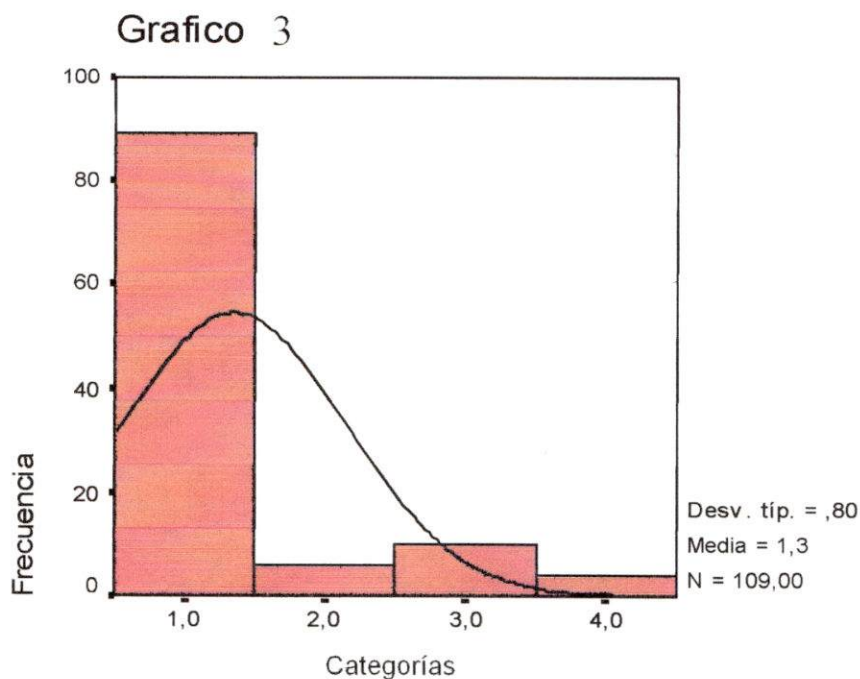 Grafico 3
100
80
60
40
20
0
Frecuencia
1,0 2,0 3,0 4,0
Categorías
Desv. típ. = ,80
Media = 1,3
N = 109,00